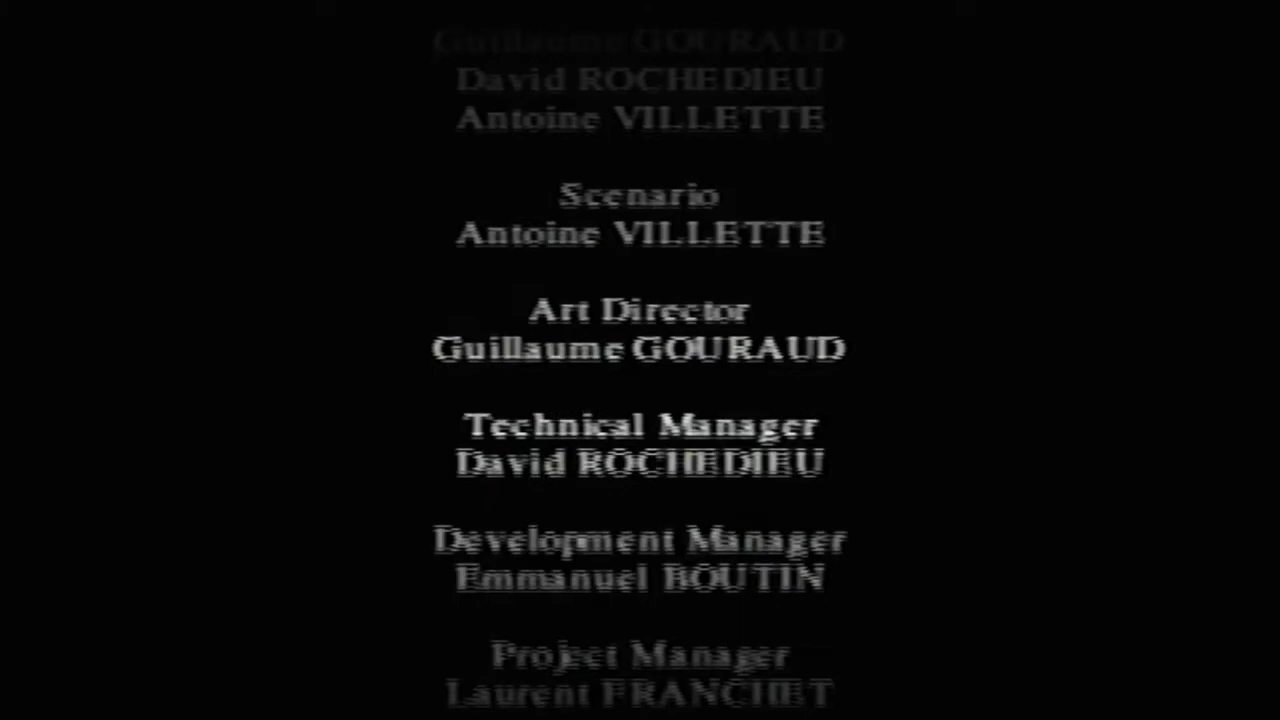 Guillaume GOURAUD
David ROCHEDIEU
Antoine VILLETTE
Scenario
Antoine VILLETTE
Art Director
Guillaume GOURAUD
Technical Manager
David ROCHEDIEU
Development Manager
Emmanuel BOUTIN
Project Manager
Laurent FRANCHET